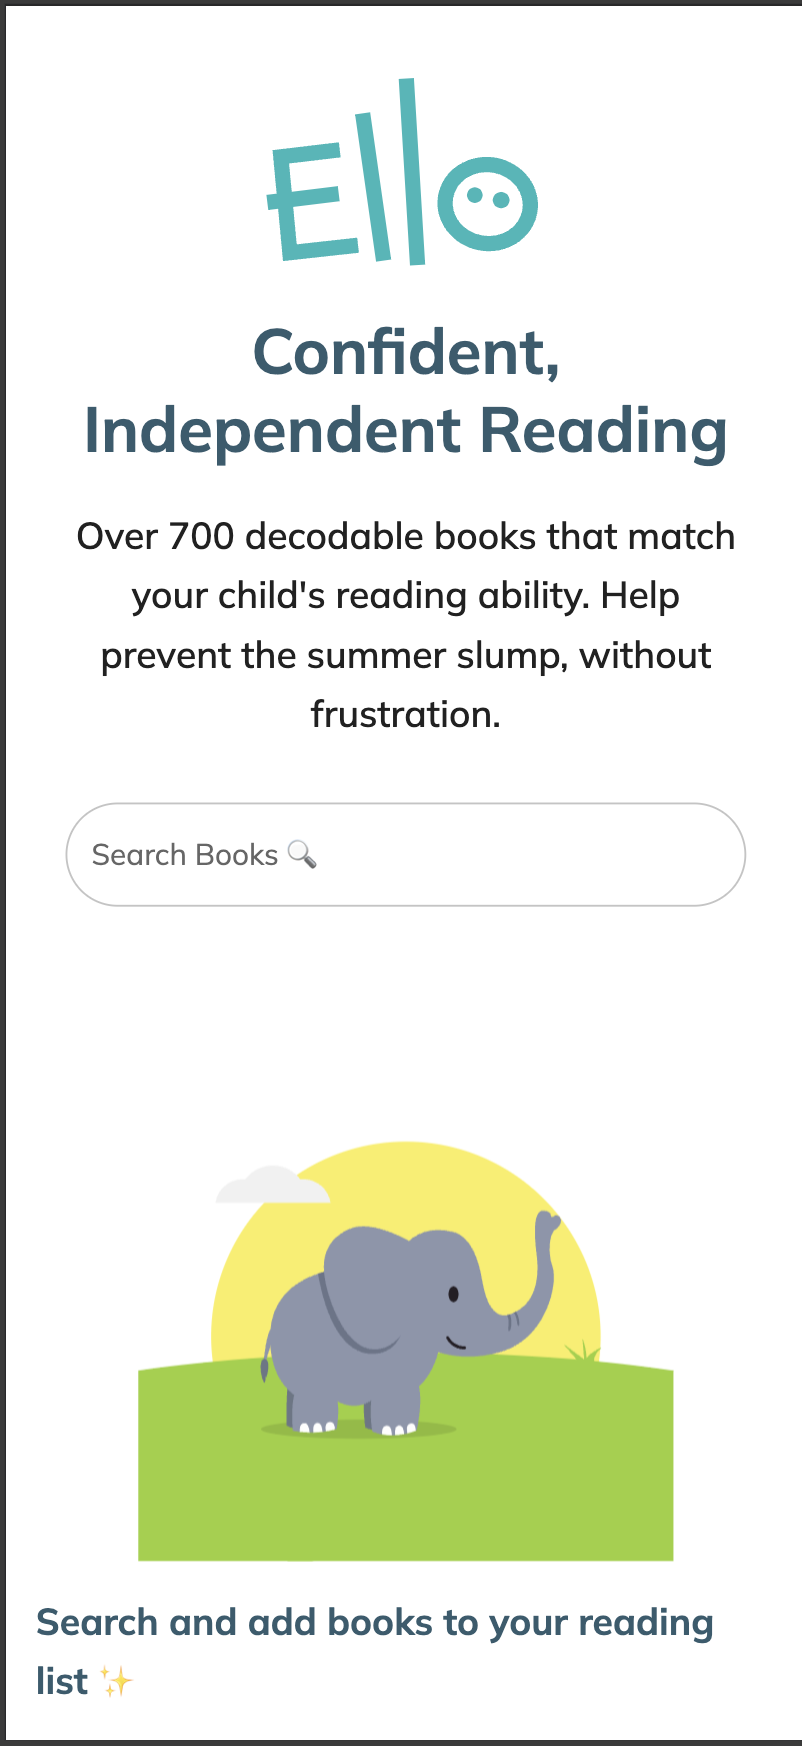 Ello
Confident,
Independent Reading
Over 700 decodable books that match
your child's reading ability. Help
prevent the summer slump, without
frustration.
Search Books 🔍
Search and add books to your reading
list ✨